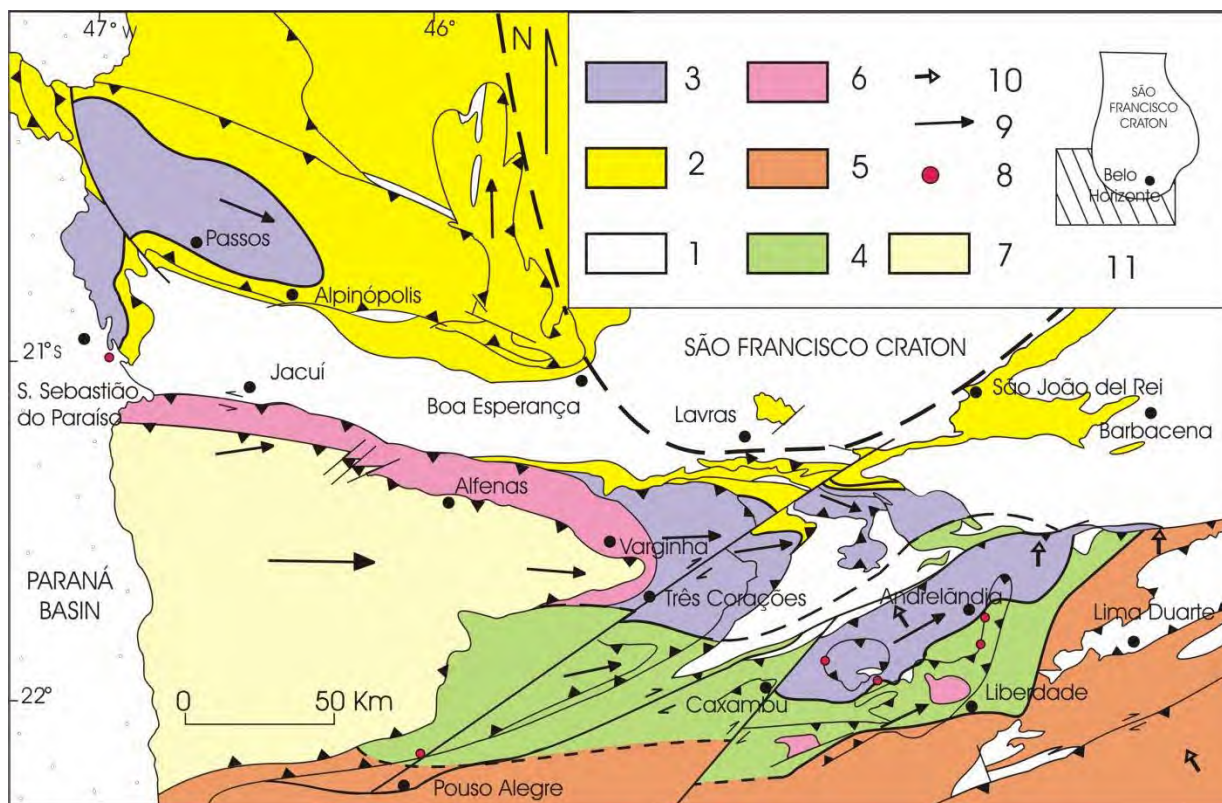 47° W
46°
N
3
6
10
9
2
5
8
1
4
7
SÃO
FRANCISCO
CRATON
Belo
Horizonte
11
Passos
Alpinópolis
21°S
SÃO FRANCISCO CRATON
S. Sebastião
do Paraíso
Jacuí
Boa Esperança
Lavras
São João del Rei
Barbacena
Alfenas
Varginha
PARANÁ
BASIN
Três Corações
Andrelãndia
Lima Duarte
22°
0 50 Km
Caxambu
Liberdade
Pouso Alegre